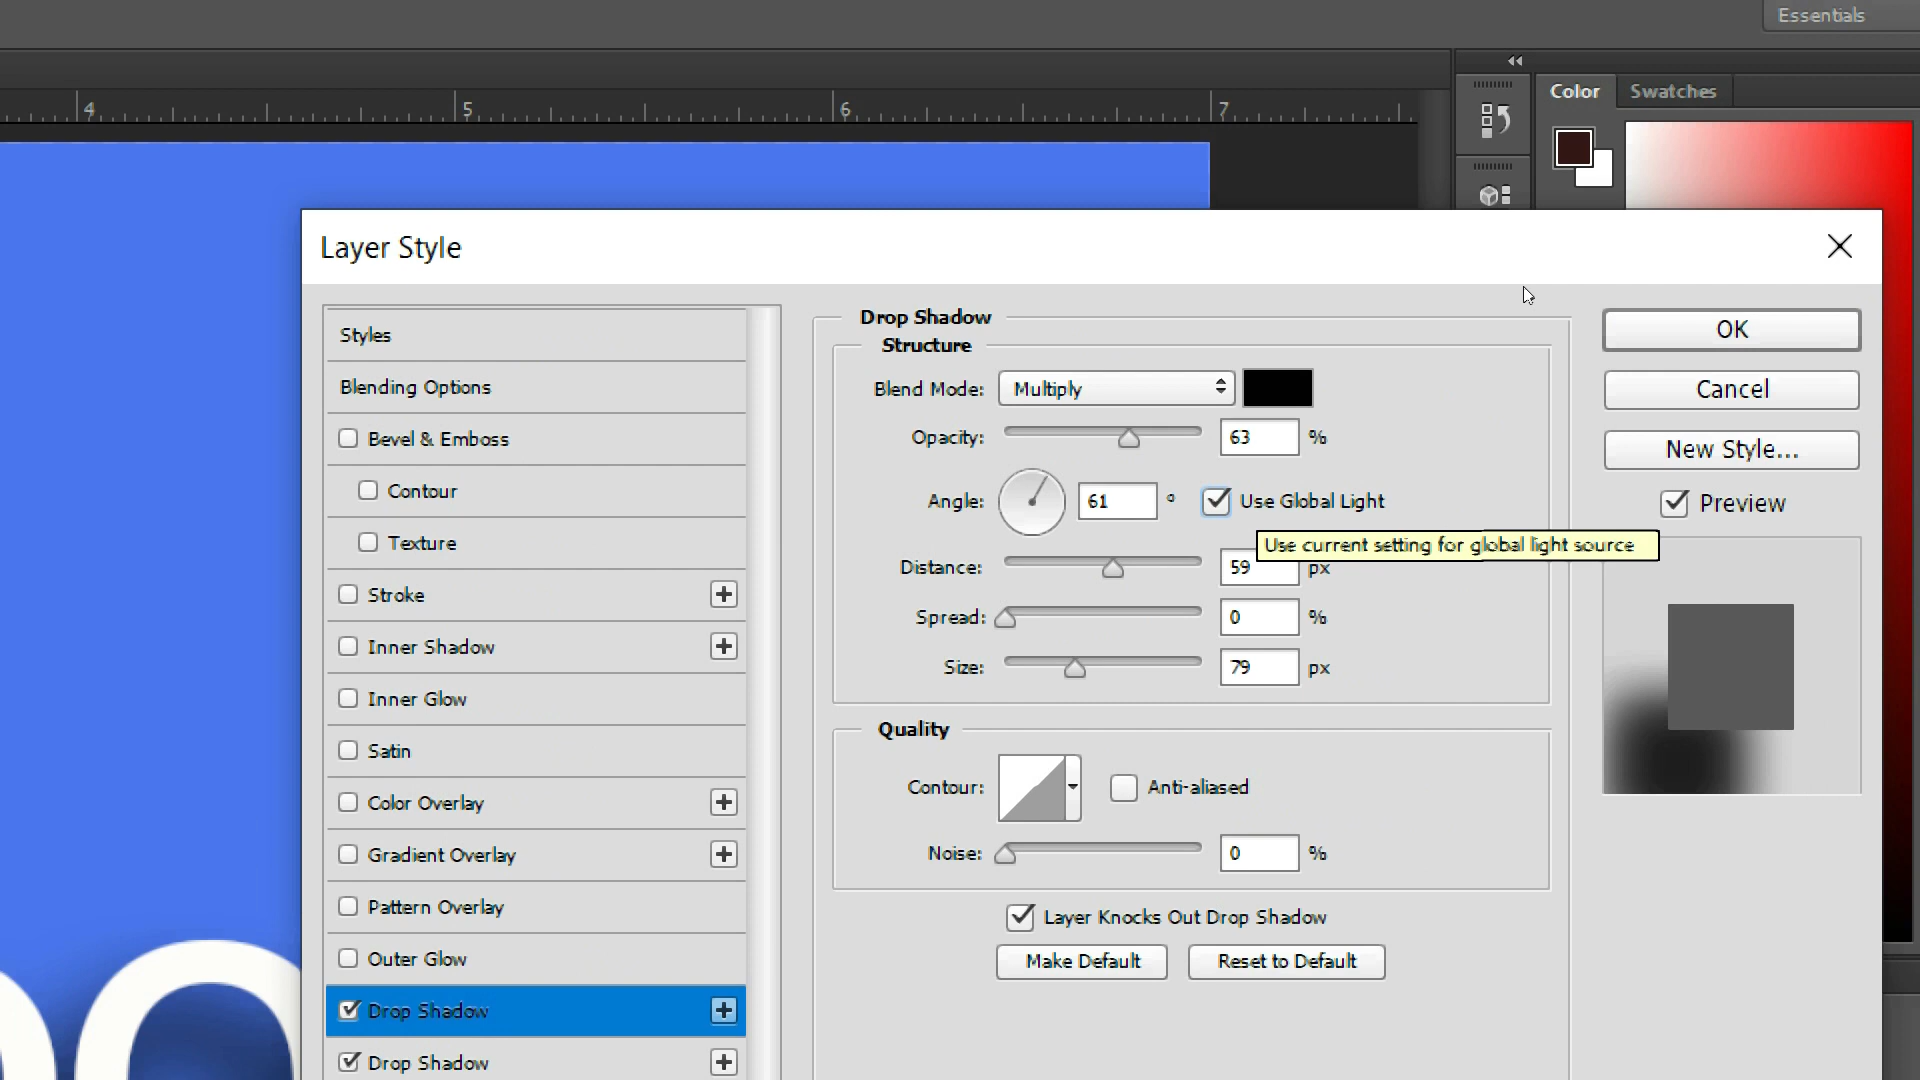 Essentials
4 5 6 7
Color Swatches
Layer Style
Styles
Blending Options
Bevel & Emboss
Contour
Texture
Stroke
Inner Shadow
Inner Glow
Satin
Color Overlay
Gradient Overlay
Pattern Overlay
Outer Glow
Drop Shadow
Drop Shadow
Drop Shadow
Structure
Blend Mode: Multiply
Opacity: 63 %
Angle: 61 ° Use Global Light
Use current setting for global light source
Distance: 59 px
Spread: 0 %
Size: 79 px
Quality
Contour: Anti-aliased
Noise: 0 %
Layer Knocks Out Drop Shadow
Make Default Reset to Default
OK
Cancel
New Style...
Preview